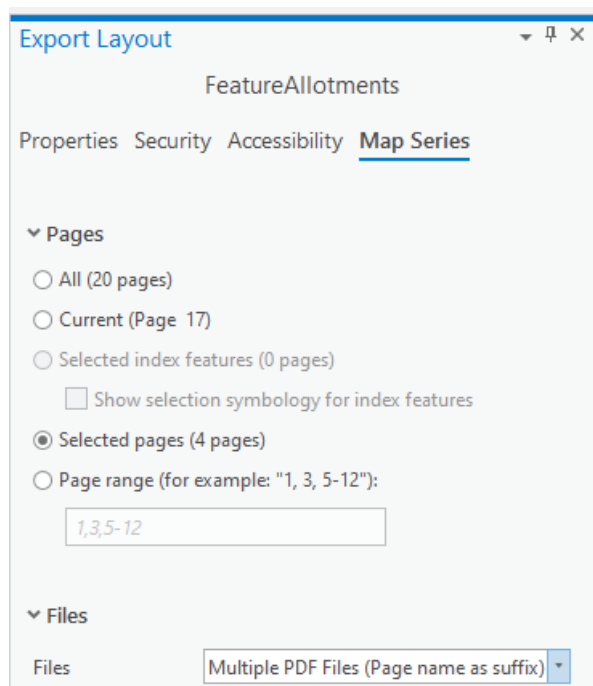 Export Layout
FeatureAllotments
Properties Security Accessibility Map Series
Pages
All (20 pages)
Current (Page 17)
Selected index features (0 pages)
Show selection symbology for index features
Selected pages (4 pages)
Page range (for example: "1, 3, 5-12"):
1,3,5-12
Files
Files Multiple PDF Files (Page name as suffix)